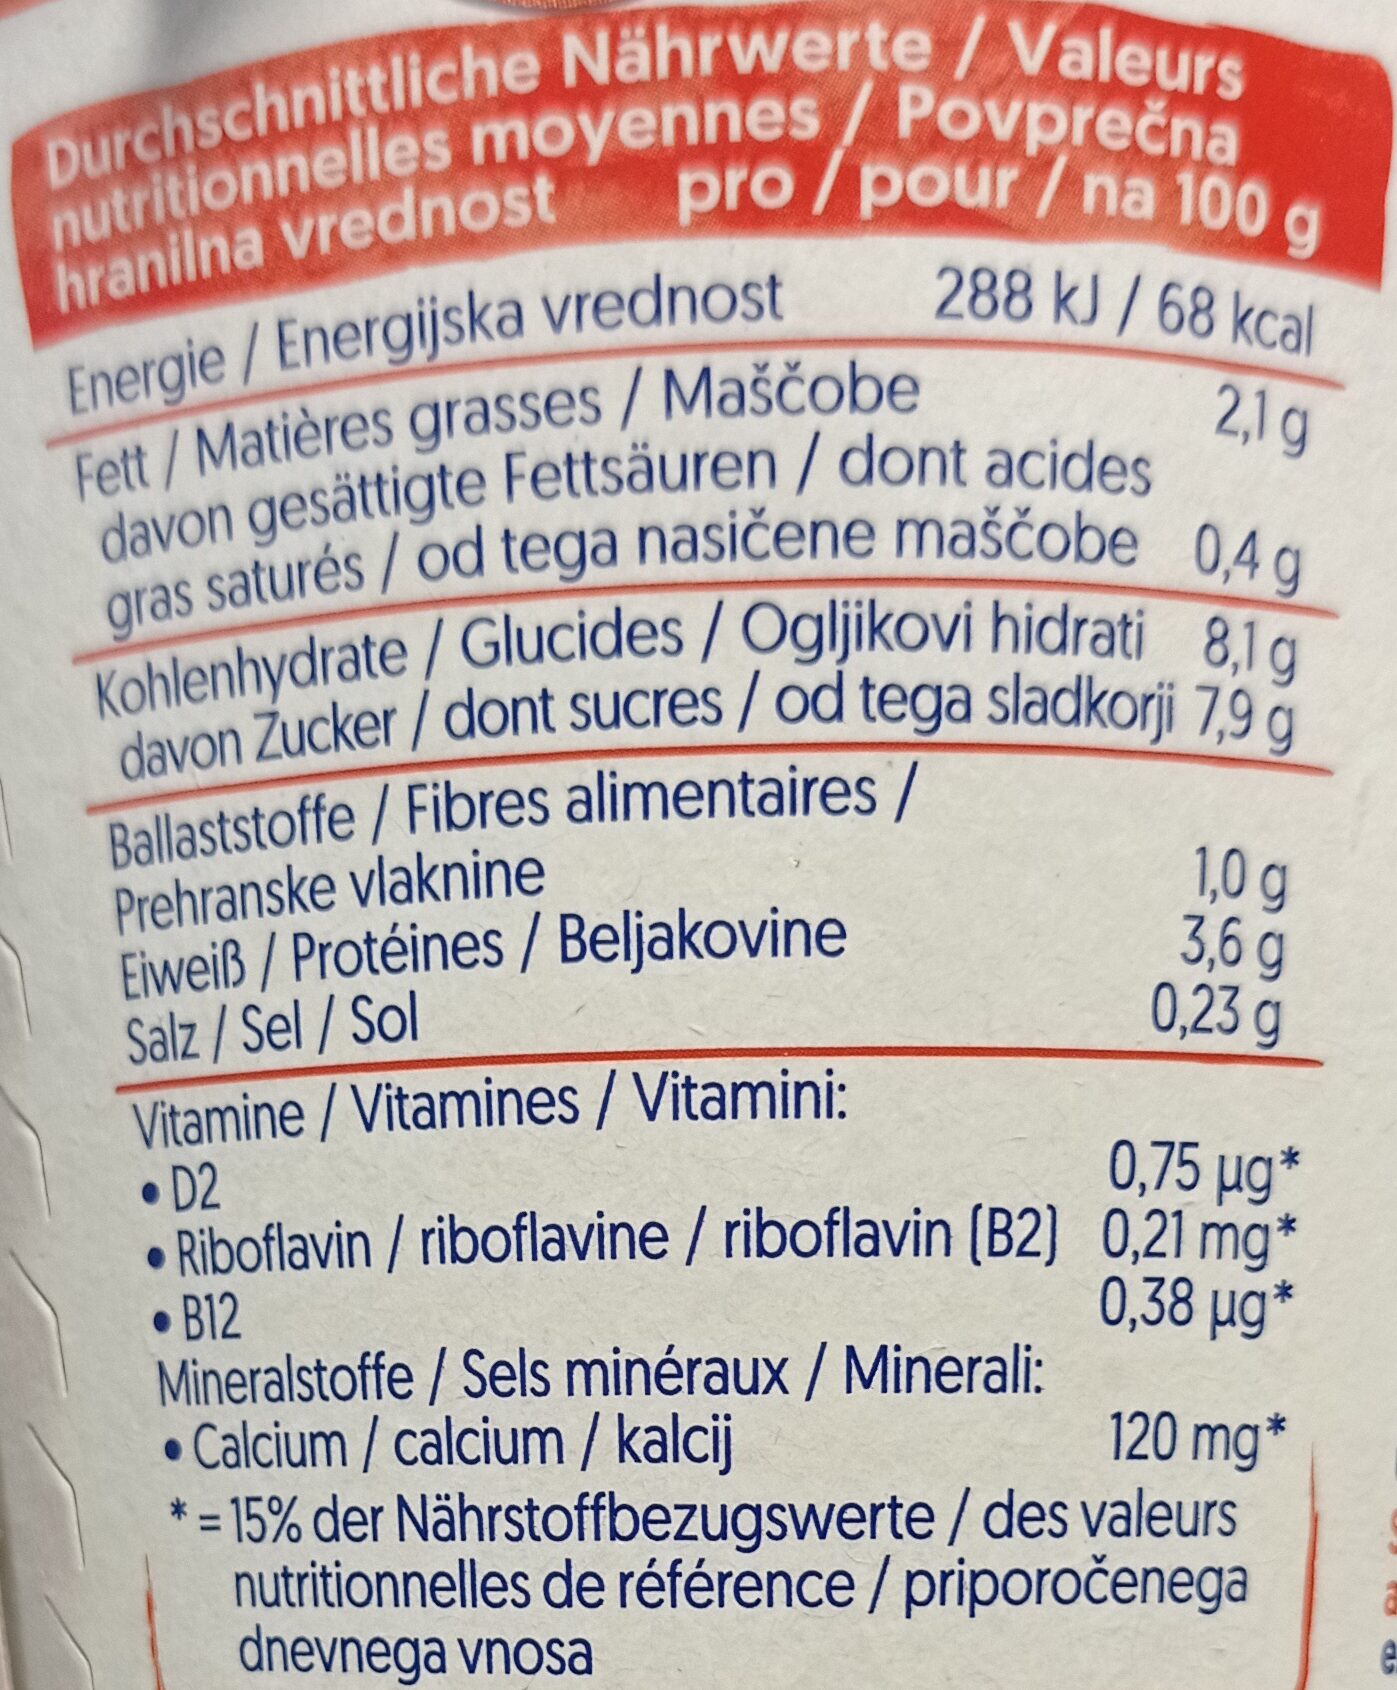 Durchschnittliche Nährwerte / Valeurs
nutritionnelles moyennes / Povprečna
hranilna vrednost pro / pour / na 100 g
Energie / Energijska vrednost 288 kJ / 68 kcal
Fett / Matières grasses / Maščobe 2,1 g
davon gesättigte Fettsäuren / dont acides
gras saturés / od tega nasičene maščobe 0,4 g
Kohlenhydrate / Glucides / Ogljikovi hidrati 8,1 g
davon Zucker / dont sucres / od tega sladkorji 7,9 g
Ballaststoffe / Fibres alimentaires /
Prehranske vlaknine 1,0 g
Eiweiß / Protéines / Beljakovine 3,6 g
Salz / Sel / Sol 0,23 g
Vitamine / Vitamines / Vitamini:
• D2 0,75 µg*
• Riboflavin / riboflavine / riboflavin (B2) 0,21 mg*
• B12 0,38 µg*
Mineralstoffe / Sels minéraux / Minerali:
• Calcium / calcium / kalcij 120 mg*
* = 15% der Nährstoffbezugswerte / des valeurs
nutritionnelles de référence / priporočenega
dnevnega vnosa